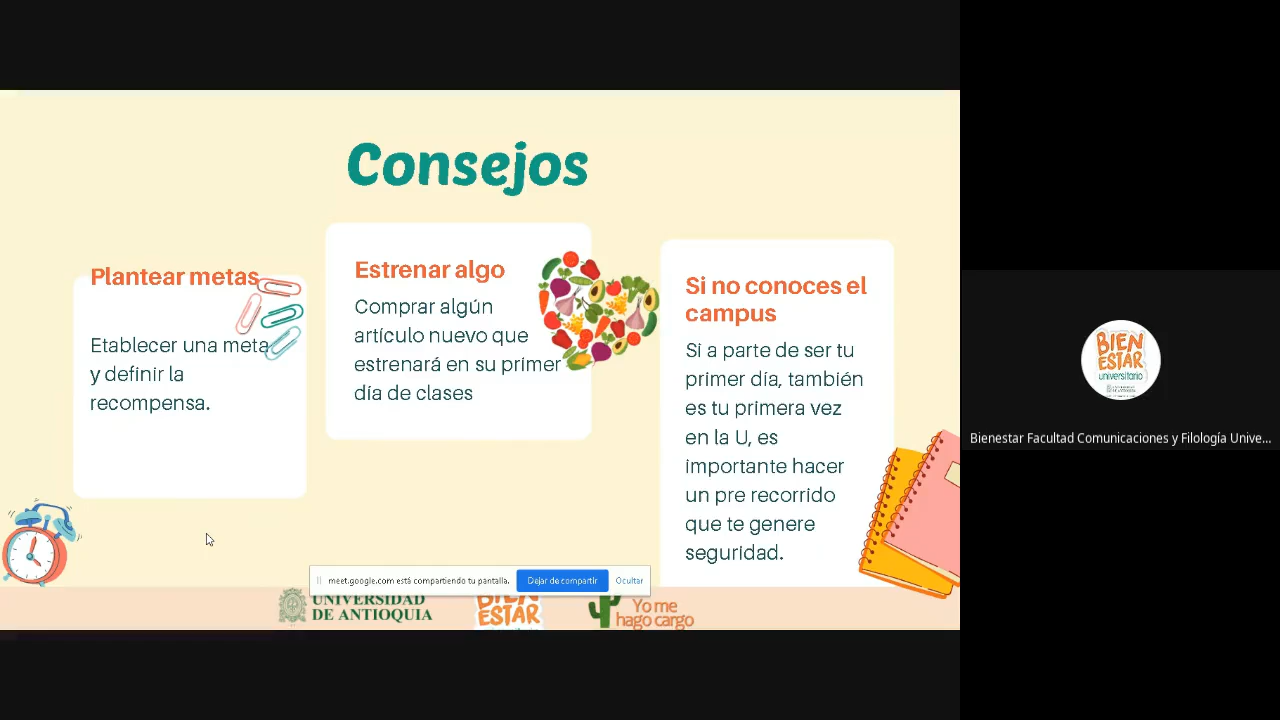 Consejos
Plantear metas
Etablecer una meta
y definir la
recompensa.
Estrenar algo
Comprar algún
artículo nuevo que
estrenará en su primer
día de clases
Si no conoces el
campus
Si a parte de ser tu
primer día, también
es tu primera vez
en la U, es
importante hacer
un pre recorrido
que te genere
seguridad.
meet.google.com está compartiendo tu pantalla.
Dejar de compartir
Ocultar
UNIVERSIDAD
DE ANTIOQUIA
BIEN
ESTAR
Yo me
hago cargo
BIEN
ESTAR
universitario
Bienestar Facultad Comunicaciones y Filología Unive...